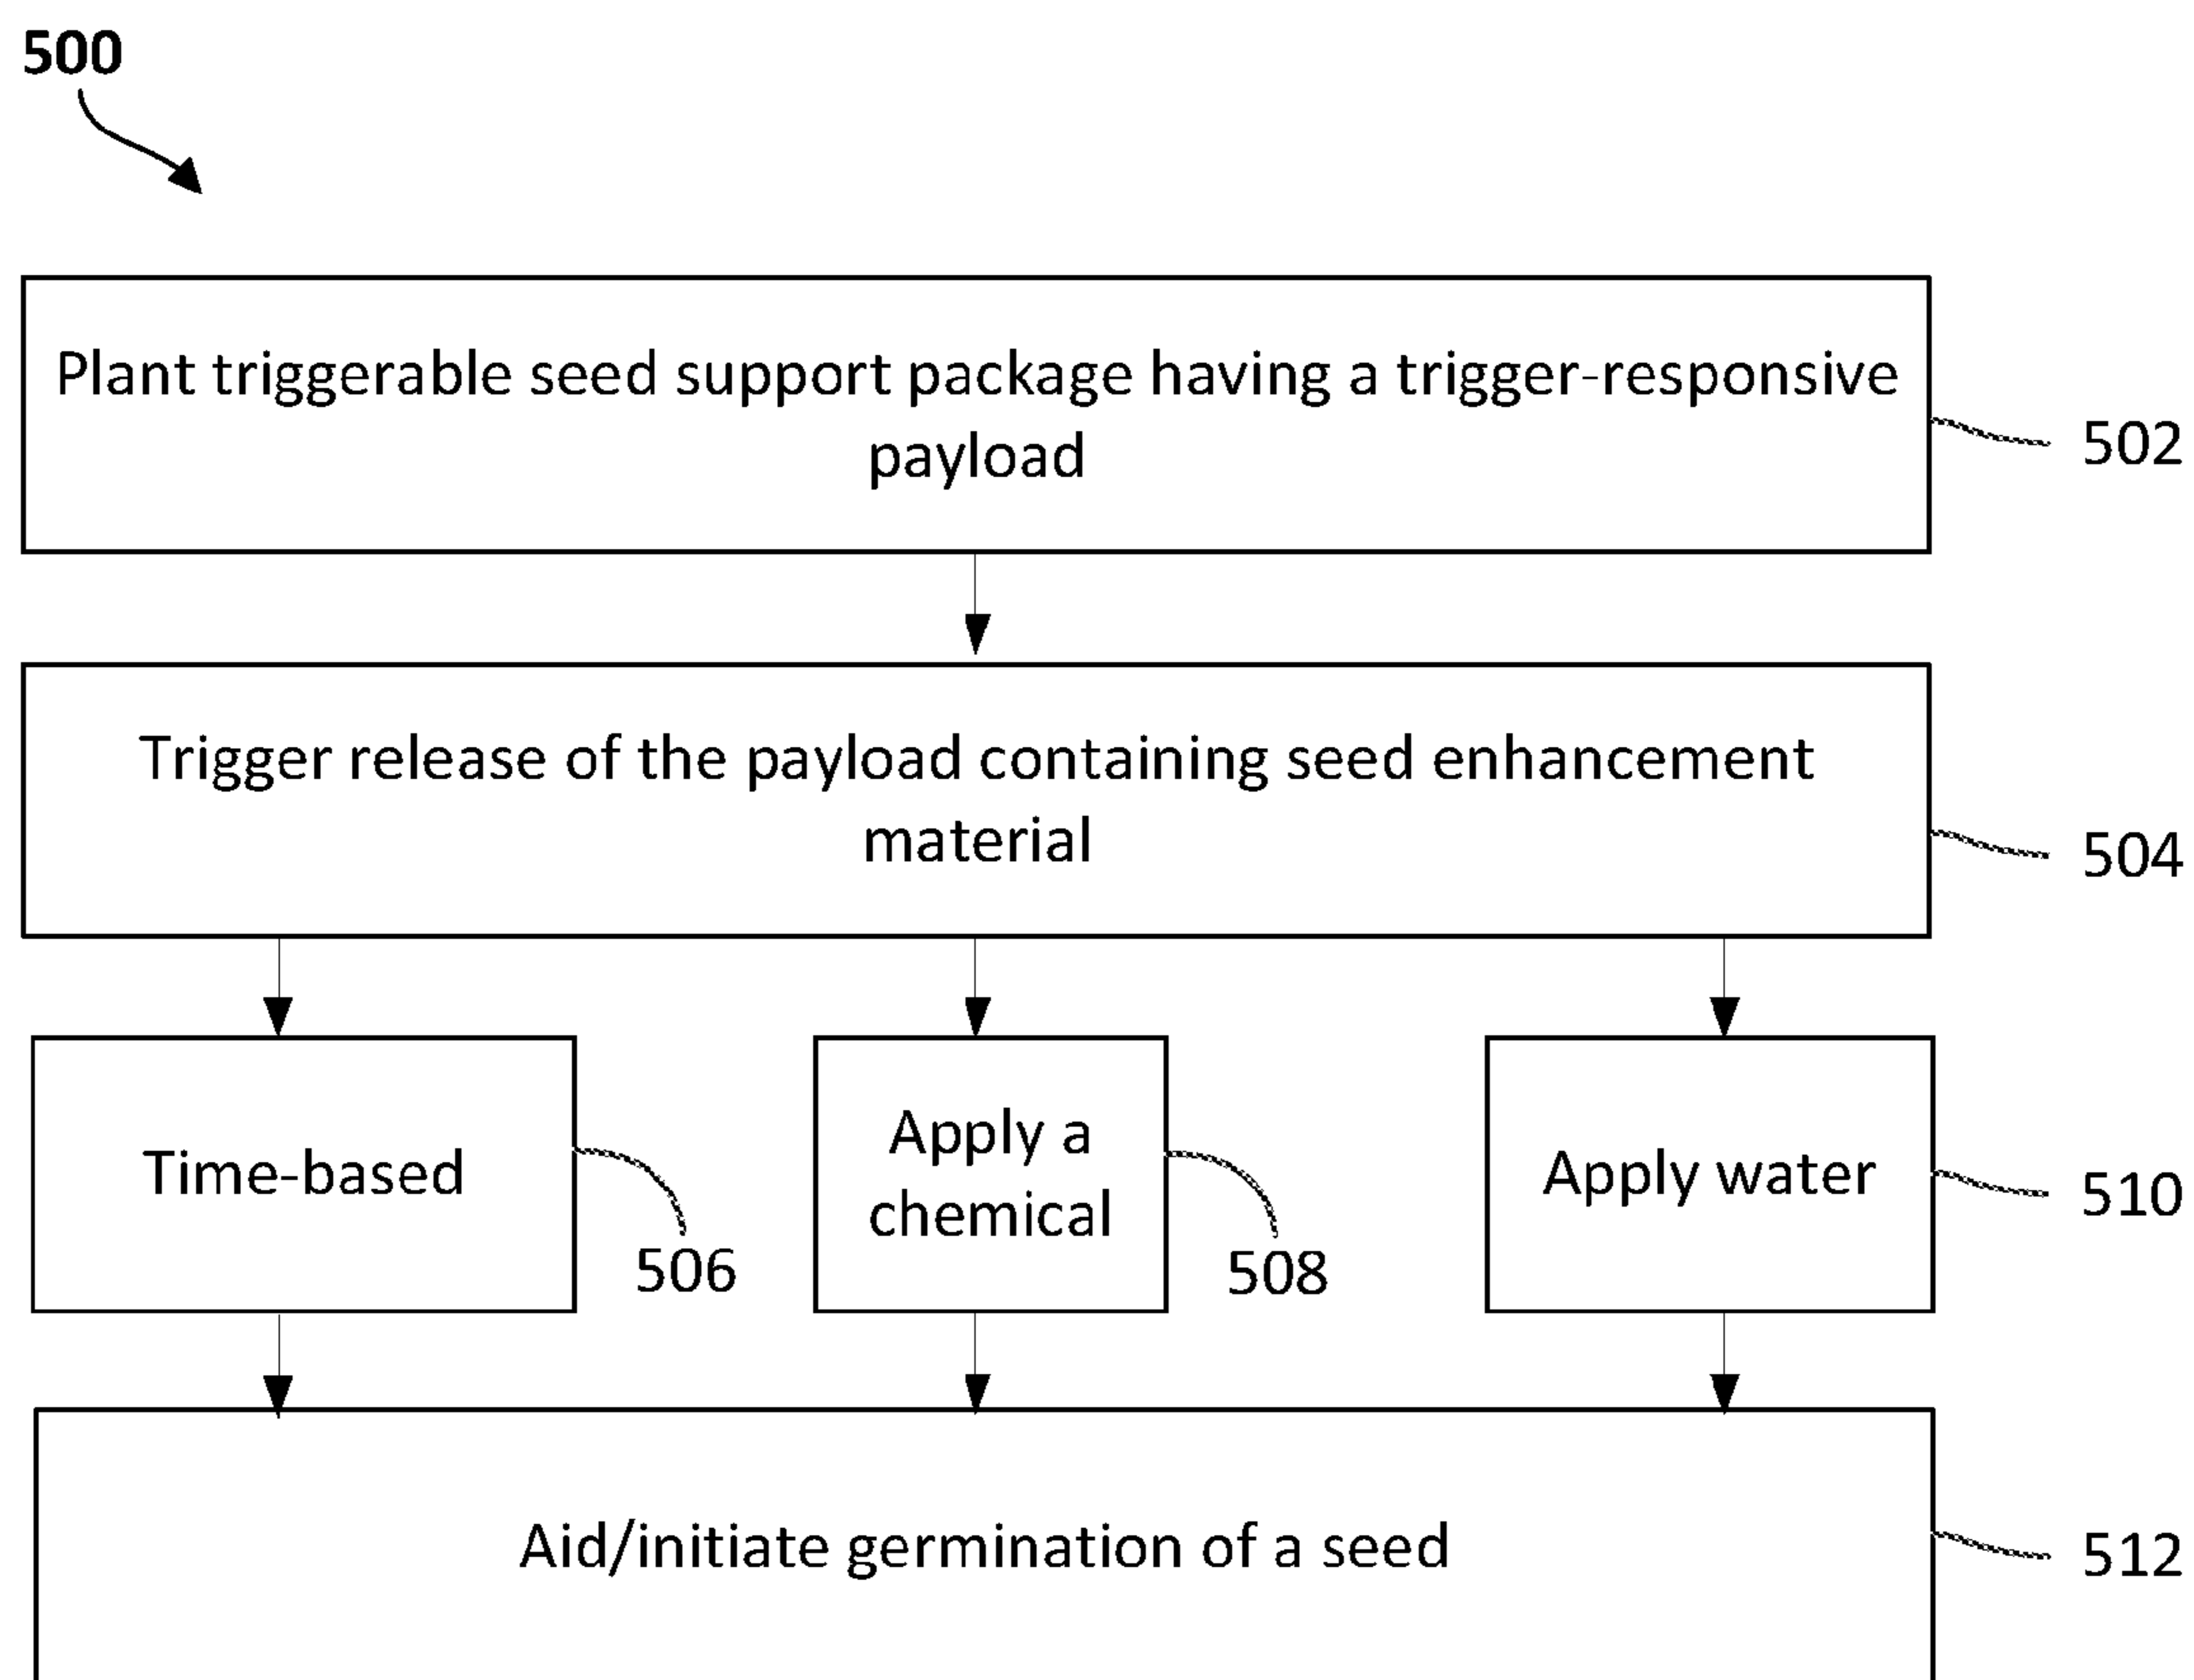 500
Plant triggerable seed support package having a trigger-responsive
payload
502
Trigger release of the payload containing seed enhancement
material
504
Time-based
506
Apply a
chemical
508
Apply water
510
Aid/initiate germination of a seed
512